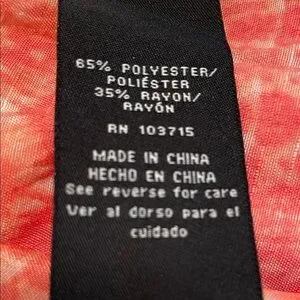 65% POLYESTER/
POLIÉSTER
35% RAYON/
RAYÓN
RN 103715
MADE IN CHINA
HECHO EN CHINA
See reverse for care
Ver al dorso para el
cuidado